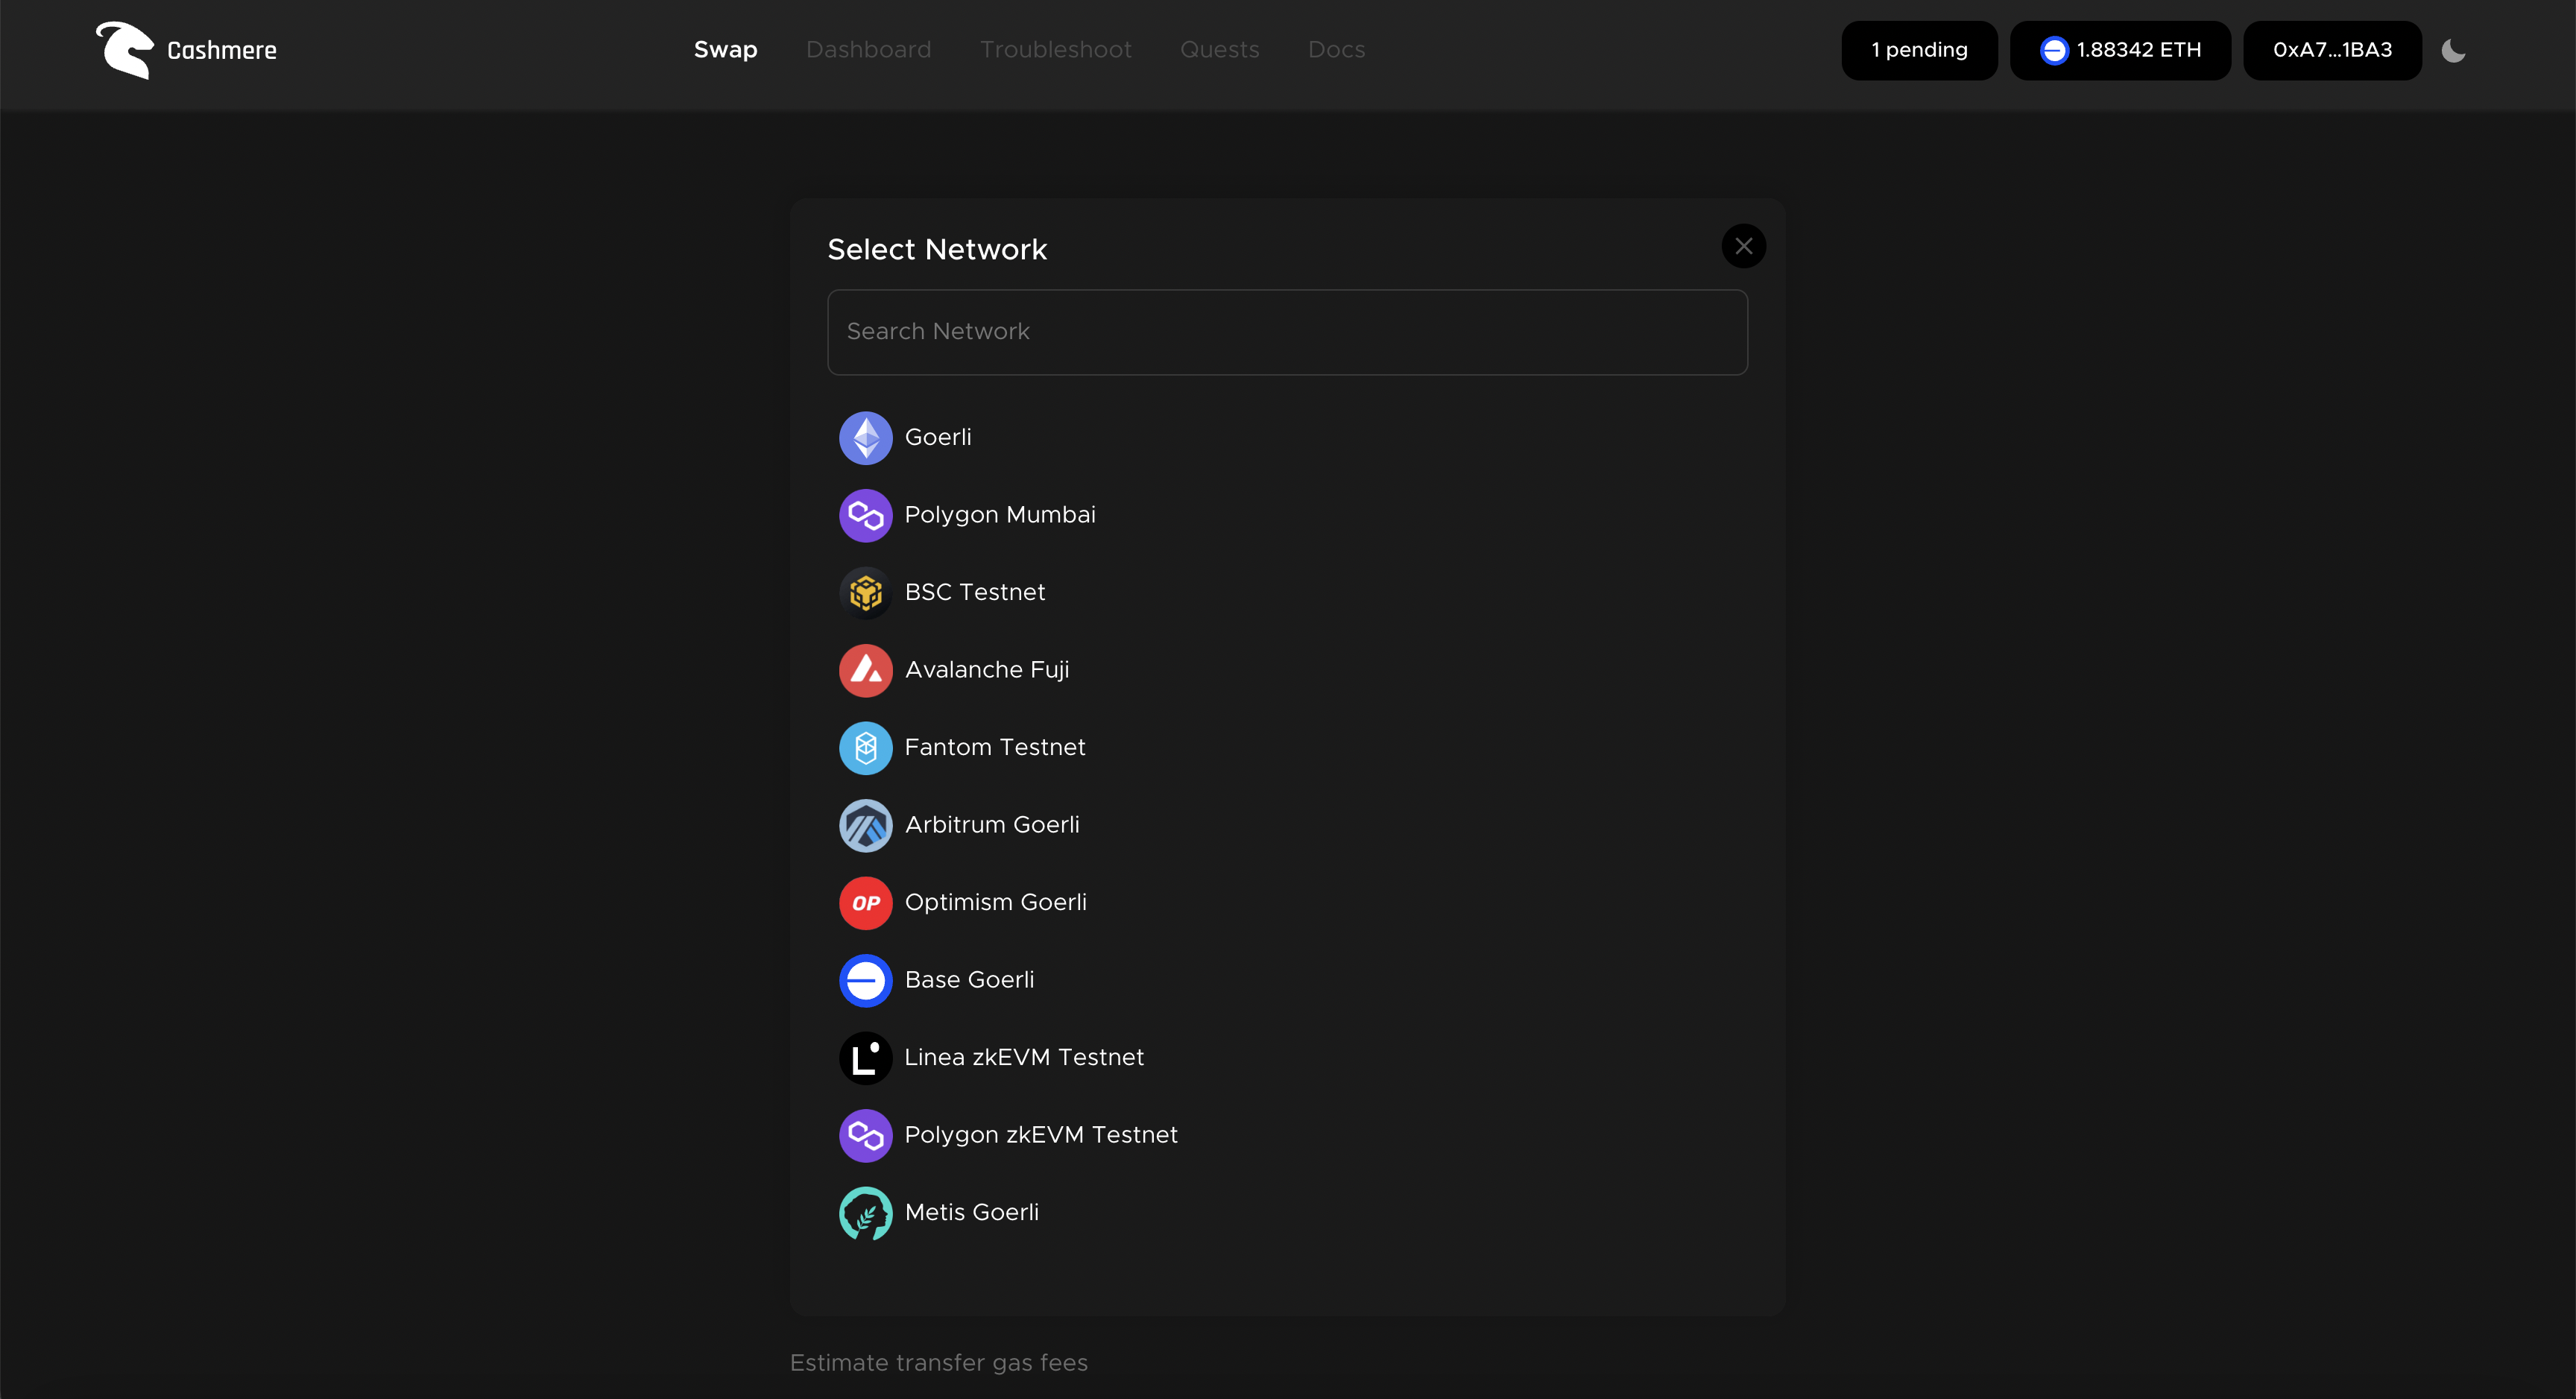 Cashmere
Swap Dashboard Troubleshoot Quests Docs
1 pending 1.88342 ETH 0xA7...1BA3
Select Network
Search Network
Goerli
Polygon Mumbai
BSC Testnet
Avalanche Fuji
Fantom Testnet
Arbitrum Goerli
OP Optimism Goerli
Base Goerli
Linea zkEVM Testnet
Polygon zkEVM Testnet
Metis Goerli
Estimate transfer gas fees